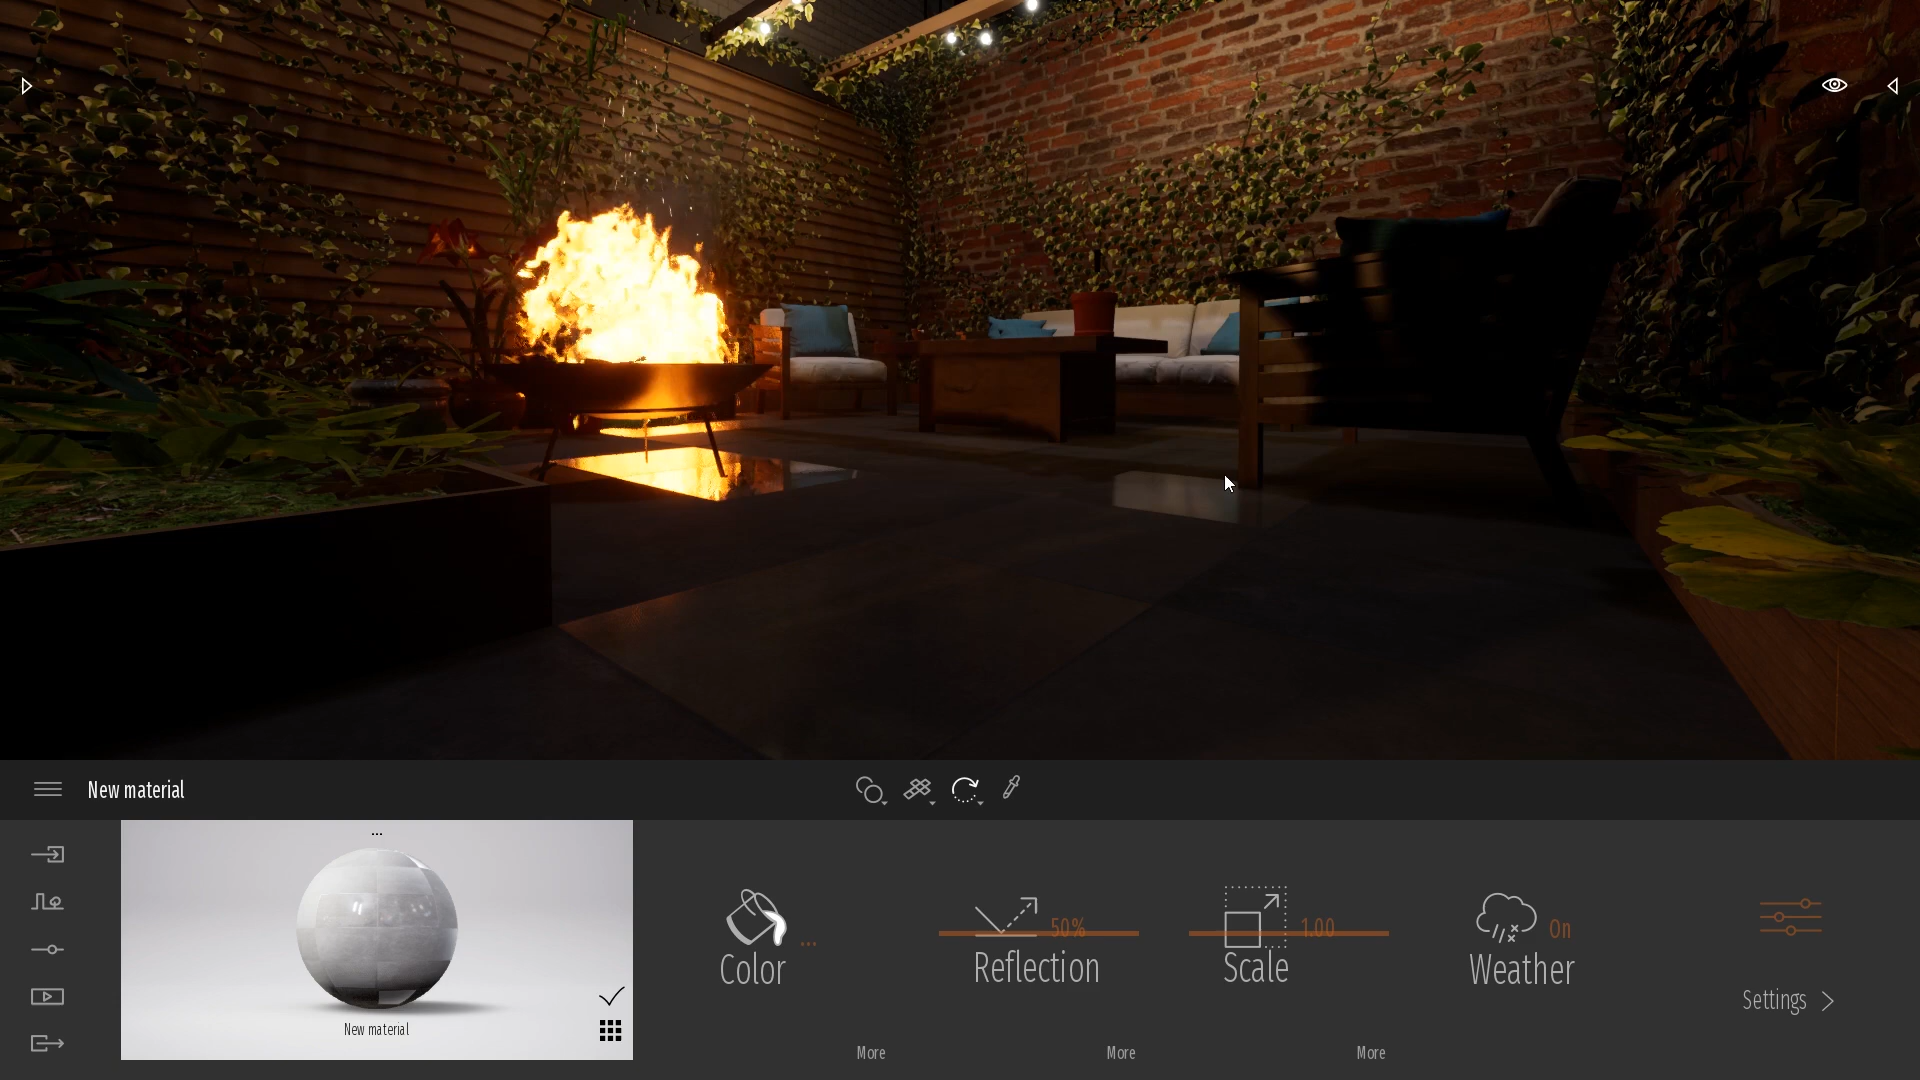 New material
...
New material
Color
...
More
50%
Reflection
More
1.00
Scale
More
On
Weather
Settings